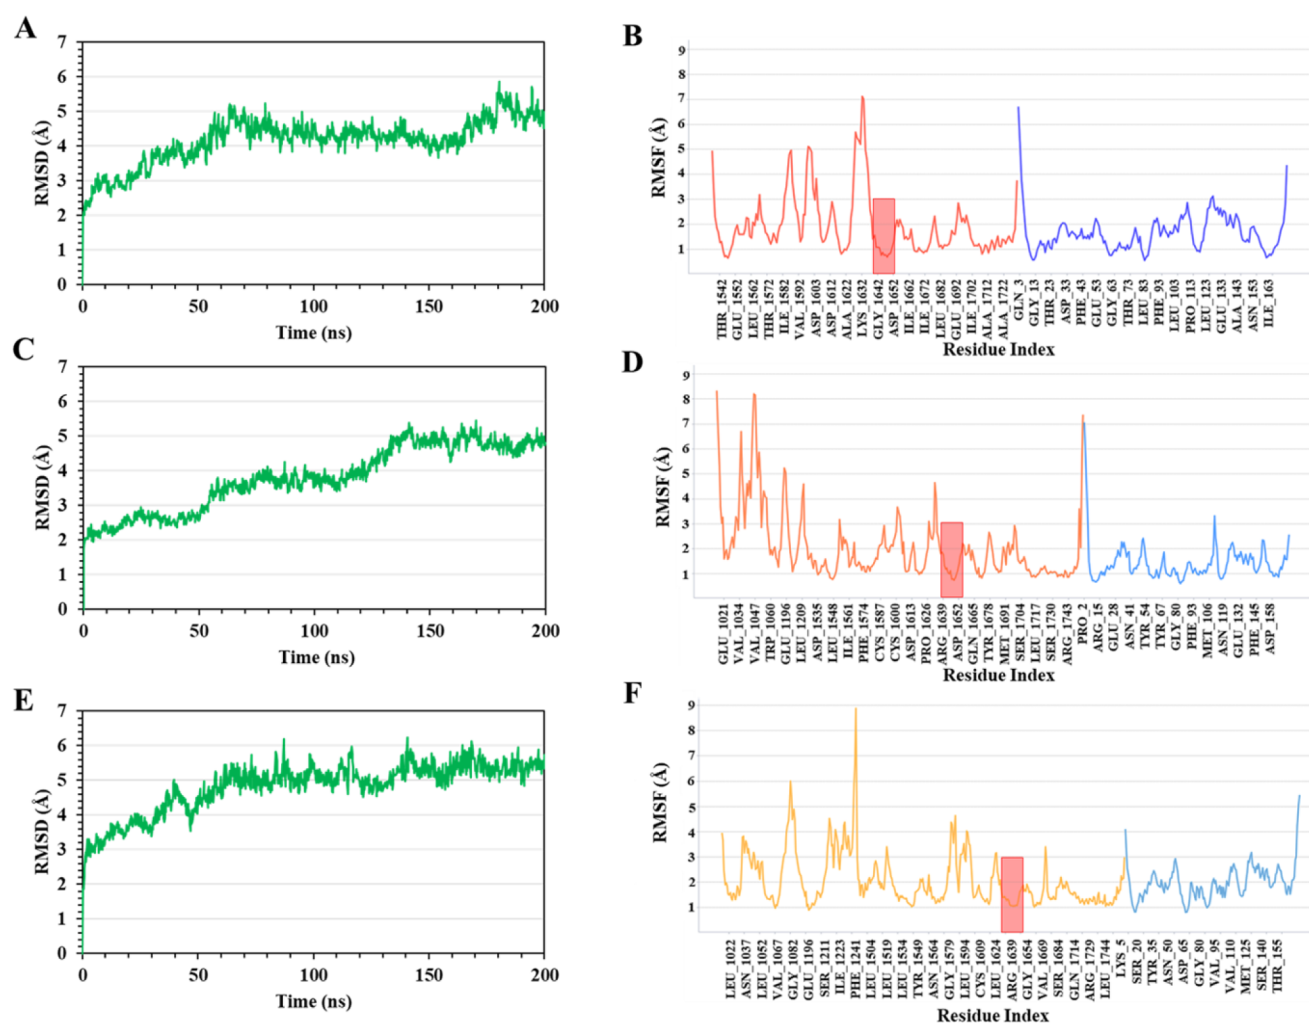 A
7
6
5
4
3
2
1
0
RMSD (Å)
0 50 100 150 200
Time (ns)
B
9
8
7
6
5
4
3
2
1
RMSF (Å)
THR_1542
GLU_1552
LEU_1562
THR_1572
ILE_1582
VAL_1592
ASP_1603
ASP_1612
ALA_1622
LYS_1632
GLY_1642
ASP_1652
ILE_1662
ILE_1672
LEU_1682
GLU_1692
ILE_1702
ALA_1712
ALA_1722
GLN_3
GLY_13
THR_23
ASP_33
PHE_43
GLU_53
GLY_63
THR_73
LEU_83
PHE_93
LEU_103
PRO_113
LEU_123
GLU_133
ALA_143
ASN_153
ILE_163
Residue Index
C
7
6
5
4
3
2
1
0
RMSD (Å)
0 50 100 150 200
Time (ns)
D
9
8
7
6
5
4
3
2
1
RMSF (Å)
GLU_1021
VAL_1034
VAL_1047
TRP_1060
GLU_1196
LEU_1209
ASP_1535
LEU_1548
ILE_1561
PHE_1574
CYS_1587
CYS_1600
ASP_1613
PRO_1626
ARG_1639
ASP_1652
GLN_1665
TYR_1678
MET_1691
SER_1704
LEU_1717
SER_1730
ARG_1743
PRO_2
ARG_15
GLU_28
ASN_41
TYR_54
TYR_67
GLY_80
PHE_93
MET_106
ASN_119
GLU_132
PHE_145
ASP_158
Residue Index
E
7
6
5
4
3
2
1
0
RMSD (Å)
0 50 100 150 200
Time (ns)
F
9
8
7
6
5
4
3
2
1
RMSF (Å)
LEU_1022
ASN_1037
LEU_1052
VAL_1067
GLY_1082
GLU_1196
SER_1211
ILE_1223
PHE_1241
LEU_1504
LEU_1519
LEU_1534
TYR_1549
ASN_1564
GLY_1579
LEU_1594
CYS_1609
LEU_1624
ARG_1639
GLY_1654
VAL_1669
SER_1684
GLN_1714
ARG_1729
LEU_1744
LYS_5
SER_20
TYR_35
ASN_50
ASP_65
GLY_80
VAL_95
VAL_110
MET_125
SER_140
THR_155
Residue Index